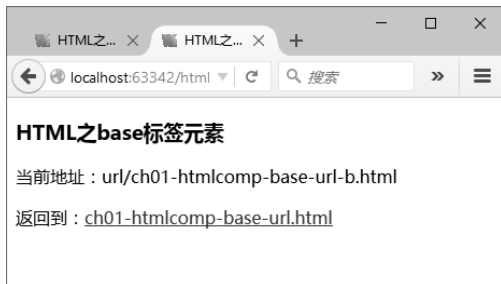 HTML之... HTML之...
localhost:63342/html 搜索
HTML之base标签元素
当前地址：url/ch01-htmlcomp-base-url-b.html
返回到：ch01-htmlcomp-base-url.html